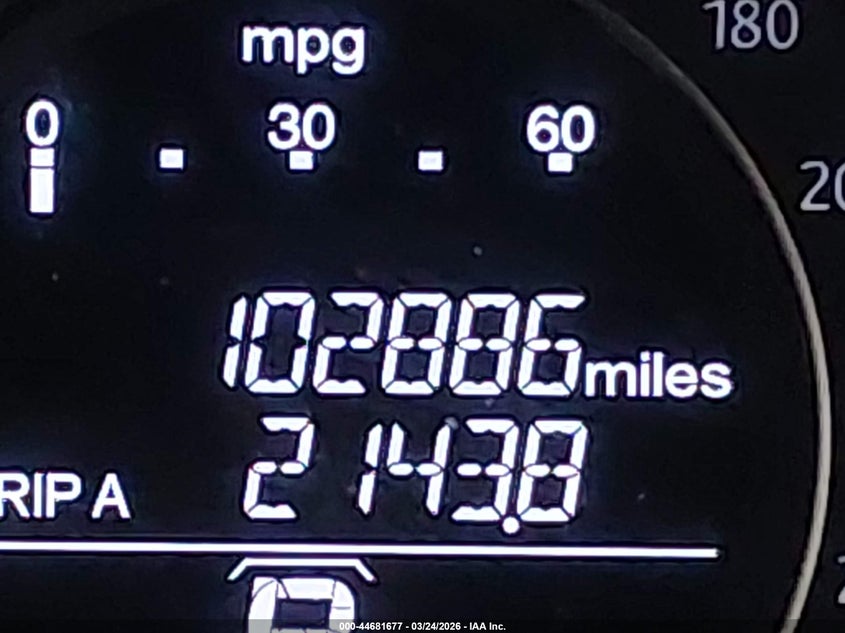 180
mpg
0 30 60
20
102886 miles
2143.8
RIP A
000-44681677 - 03/24/2026 - IAA Inc.